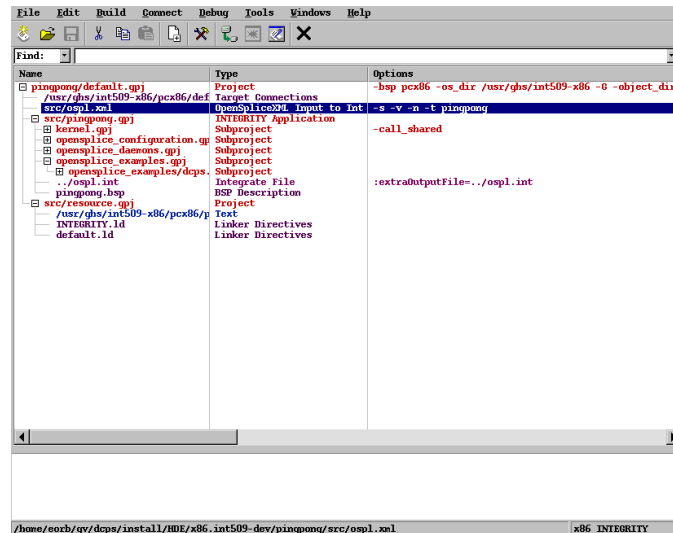 File Edit Build Connect Debug Tools Windows Help
Find:
Name Type Options
pingpong/default.gpj Project -bsp pcx86 -os_dir /usr/ghs/int509-x86 -G -object_dir
/usr/ghs/int509-x86/pcx86/def Target Connections
src/ospl.xml OpenSpliceXML Input to Int -s -v -n -t pingpong
src/pingpong.gpj INTEGRITY Application
kernel.gpj Subproject -call_shared
opensplice_configuration.gp Subproject
opensplice_daemons.gpj Subproject
opensplice_examples.gpj Subproject
opensplice_examples/dcps. Subproject
../ospl.int Integrate File :extraOutputFile=../ospl.int
pingpong.bsp BSP Description
src/resource.gpj Project
/usr/ghs/int509-x86/pcx86/p Text
INTEGRITY.ld Linker Directives
default.ld Linker Directives
/home/eorb/qv/dcps/install/HDE/x86.int509-dev/pingpong/src/ospl.xml x86 INTEGRITY